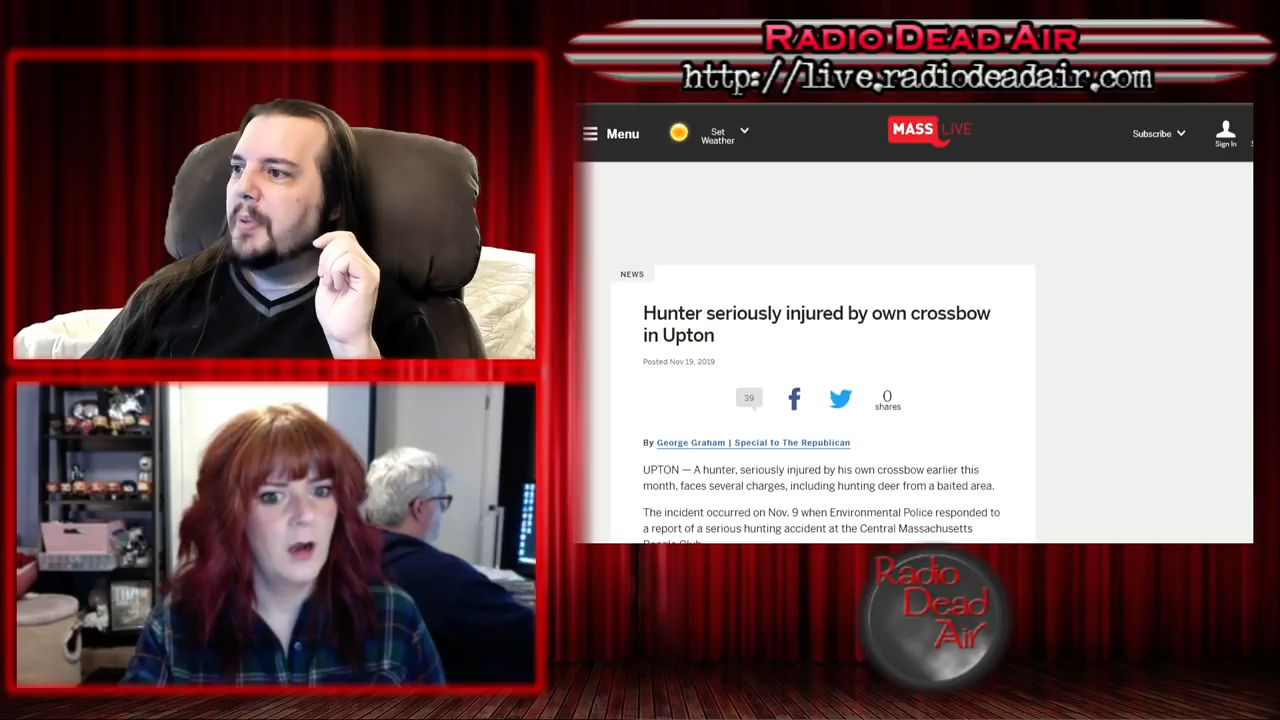 RADIO DEAD AIR
http://live.radiodeadair.com
Menu
Set
Weather
MASS LIVE
Subscribe
Sign In
NEWS
Hunter seriously injured by own crossbow
in Upton
Posted Nov 19, 2019
39
0
shares
By George Graham | Special to The Republican
UPTON — A hunter, seriously injured by his own crossbow earlier this
month, faces several charges, including hunting deer from a baited area.
The incident occurred on Nov. 9 when Environmental Police responded to
a report of a serious hunting accident at the Central Massachusetts
Radio
Dead
Air